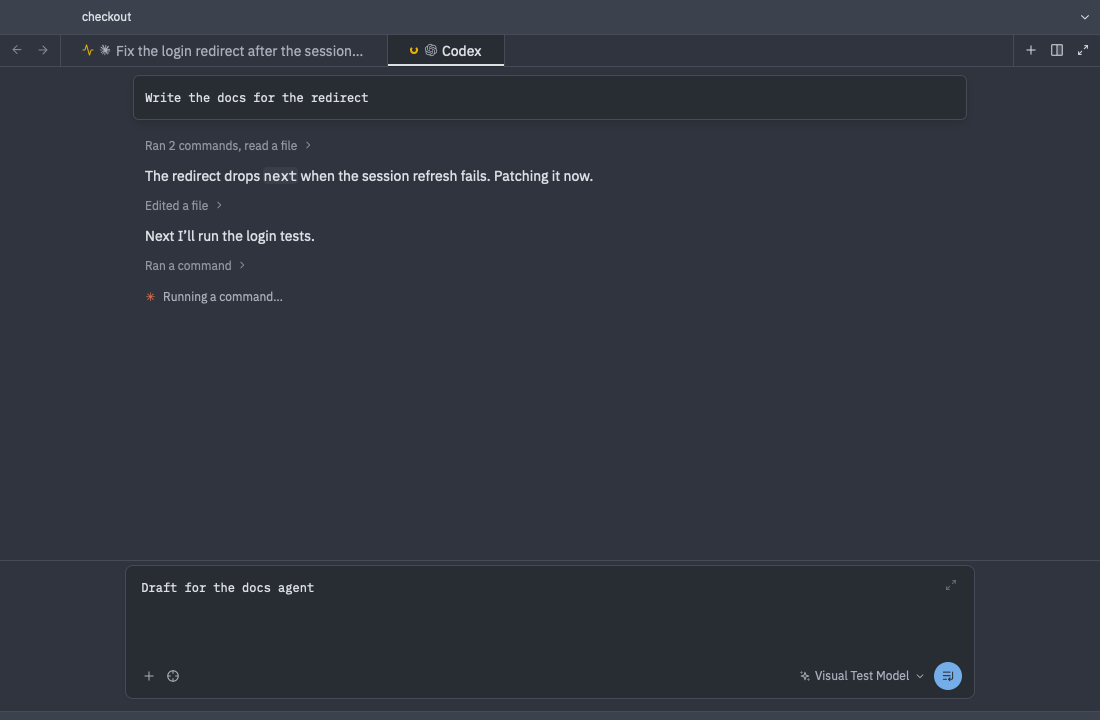 checkout
Fix the login redirect after the session...
Codex
Write the docs for the redirect
Ran 2 commands, read a file
The redirect drops next when the session refresh fails. Patching it now.
Edited a file
Next I’ll run the login tests.
Ran a command
Running a command...
Draft for the docs agent
Visual Test Model